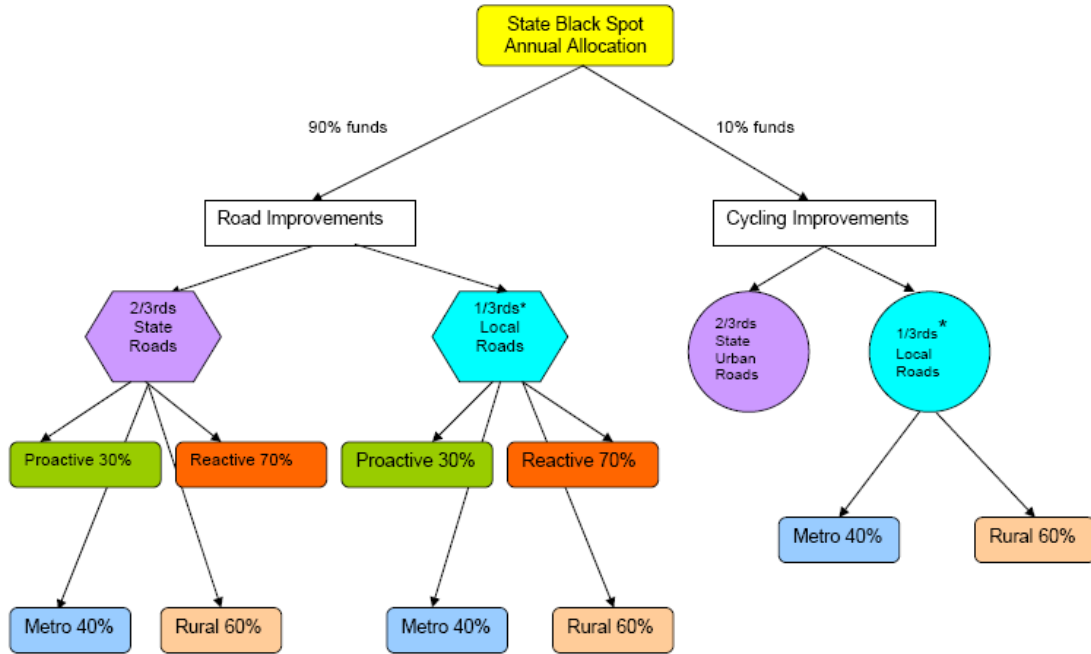 State Black Spot
Annual Allocation
90% funds
10% funds
Road Improvements
Cycling Improvements
2/3rds
State
Roads
1/3rds*
Local
Roads
2/3rds
State
Urban
Roads
1/3rds*
Local
Roads
Proactive 30%
Reactive 70%
Proactive 30%
Reactive 70%
Metro 40%
Rural 60%
Metro 40%
Rural 60%
Metro 40%
Rural 60%